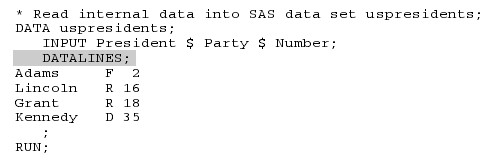 * Read internal data into SAS data set uspresidents;
DATA uspresidents;
   INPUT President $ Party $ Number;
   DATALINES;
Adams     F  2
Lincoln   R 16
Grant     R 18
Kennedy   D 35
   ;
RUN;